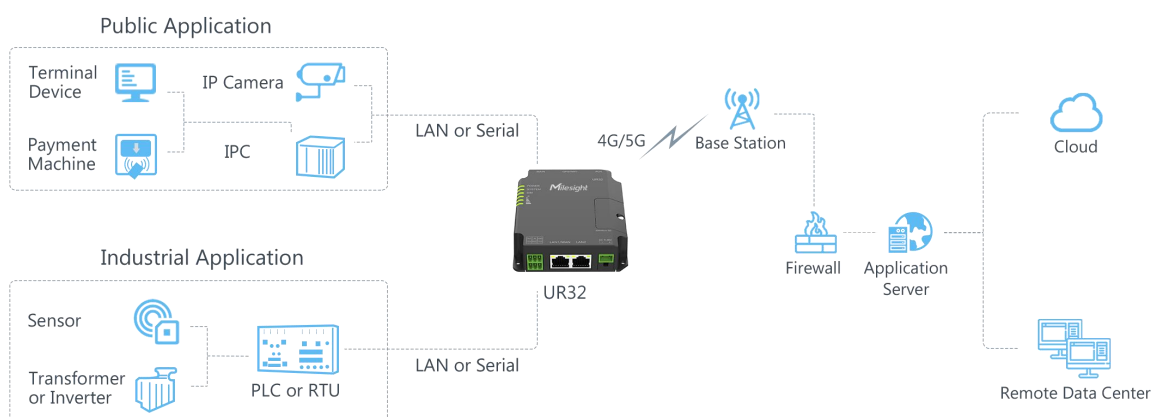 Public Application
Terminal
Device
IP Camera
Payment
Machine
IPC
LAN or Serial
Industrial Application
Sensor
Transformer
or Inverter
PLC or RTU
LAN or Serial
Milesight
UR32
4G/5G
Base Station
Firewall
Application
Server
Cloud
Remote Data Center